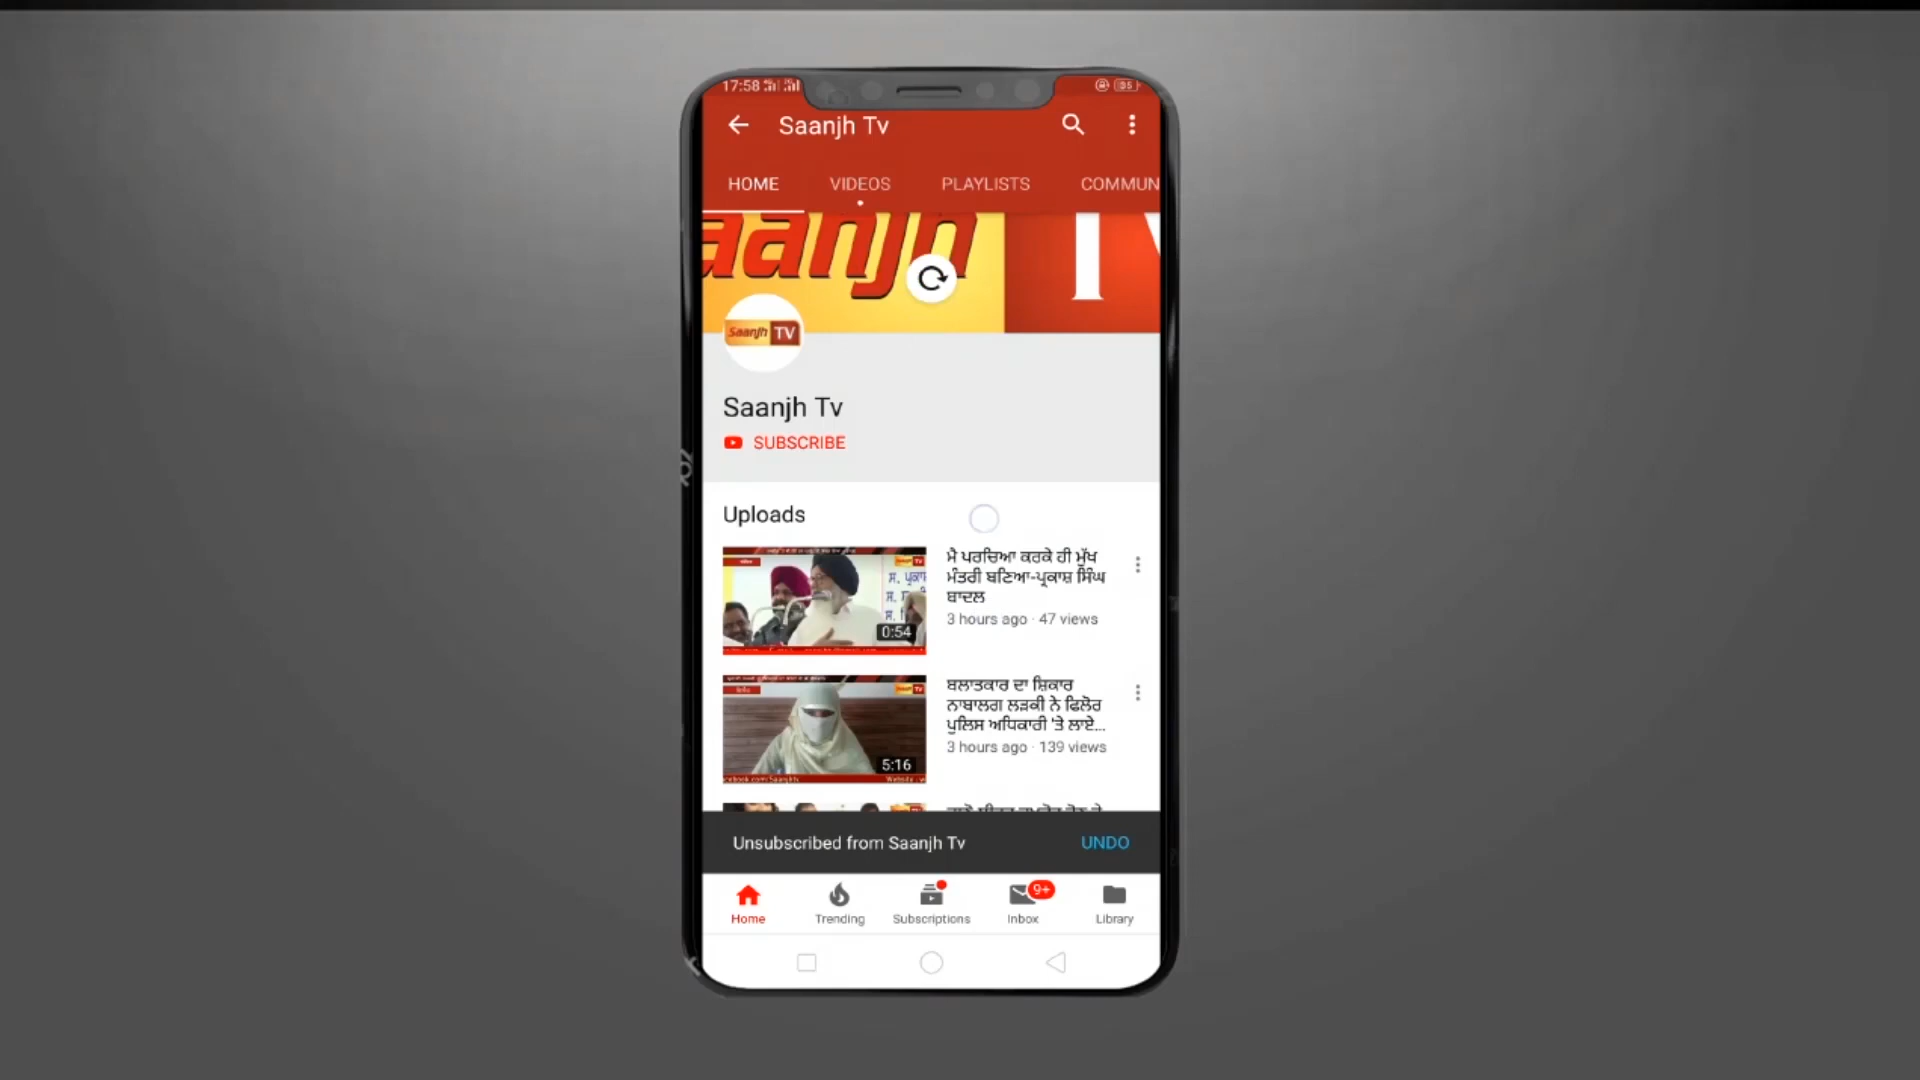 17:58
Saanjh Tv
HOME VIDEOS PLAYLISTS COMMUN
aanjh T
Saanjh TV
Saanjh Tv
SUBSCRIBE
Uploads
ਮੈ ਪਰਚਿਆ ਕਰਕੇ ਹੀ ਮੁੱਖ
ਮੰਤਰੀ ਬਣਿਆ-ਪ੍ਰਕਾਸ਼ ਸਿੰਘ
ਬਾਦਲ
3 hours ago · 47 views
0:54
ਬਲਾਤਕਾਰ ਦਾ ਸ਼ਿਕਾਰ
ਨਾਬਾਲਗ ਲੜਕੀ ਨੇ ਫਿਲੋਰ
ਪੁਲਿਸ ਅਧਿਕਾਰੀ 'ਤੇ ਲਾਏ...
3 hours ago · 139 views
5:16
Unsubscribed from Saanjh Tv UNDO
9+
Home Trending Subscriptions Inbox Library